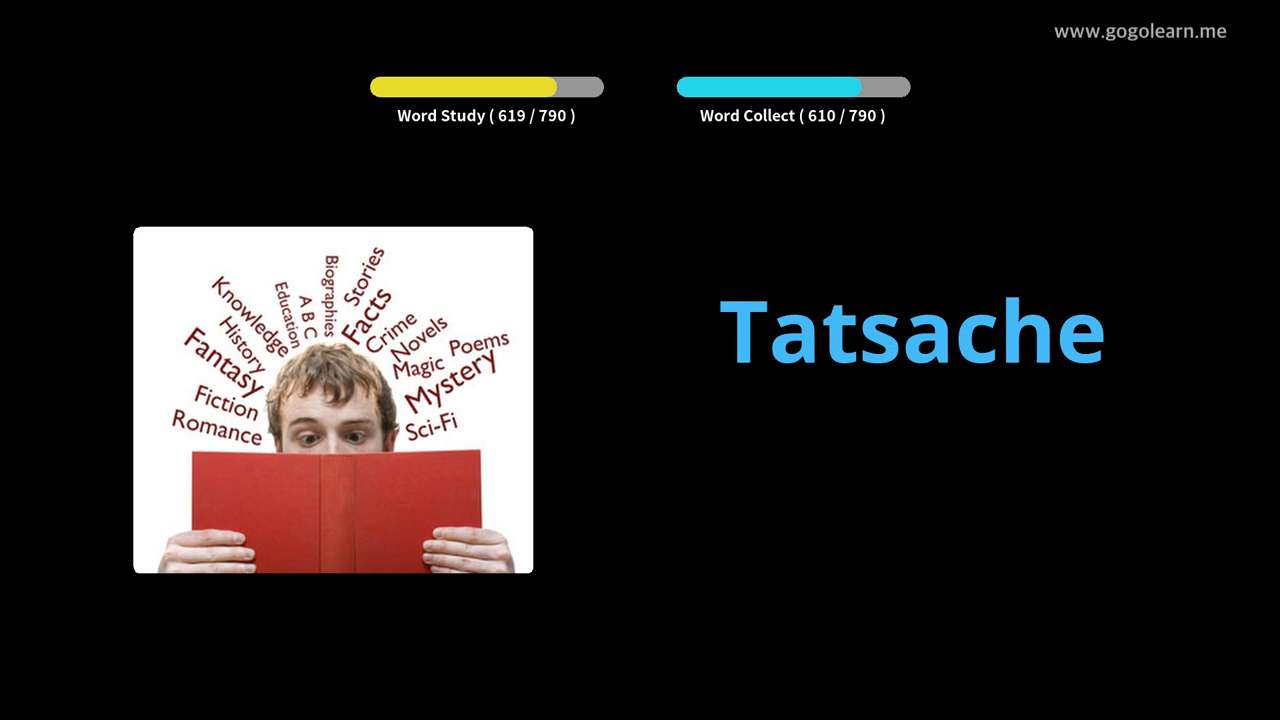 www.gogolearn.me
Word Study ( 619 / 790 )
Word Collect ( 610 / 790 )
Tatsache
Biographies
Stories
Knowledge
Education
A B C
Facts
Crime
History
Novels
Poems
Fantasy
Magic
Mystery
Fiction
Romance
Sci-Fi